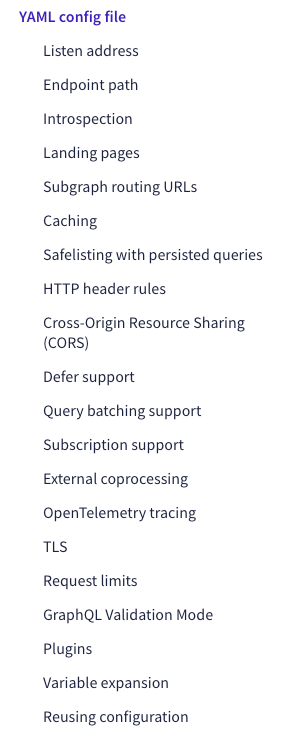 YAML config file
Listen address
Endpoint path
Introspection
Landing pages
Subgraph routing URLs
Caching
Safelisting with persisted queries
HTTP header rules
Cross-Origin Resource Sharing
(CORS)
Defer support
Query batching support
Subscription support
External coprocessing
OpenTelemetry tracing
TLS
Request limits
GraphQL Validation Mode
Plugins
Variable expansion
Reusing configuration